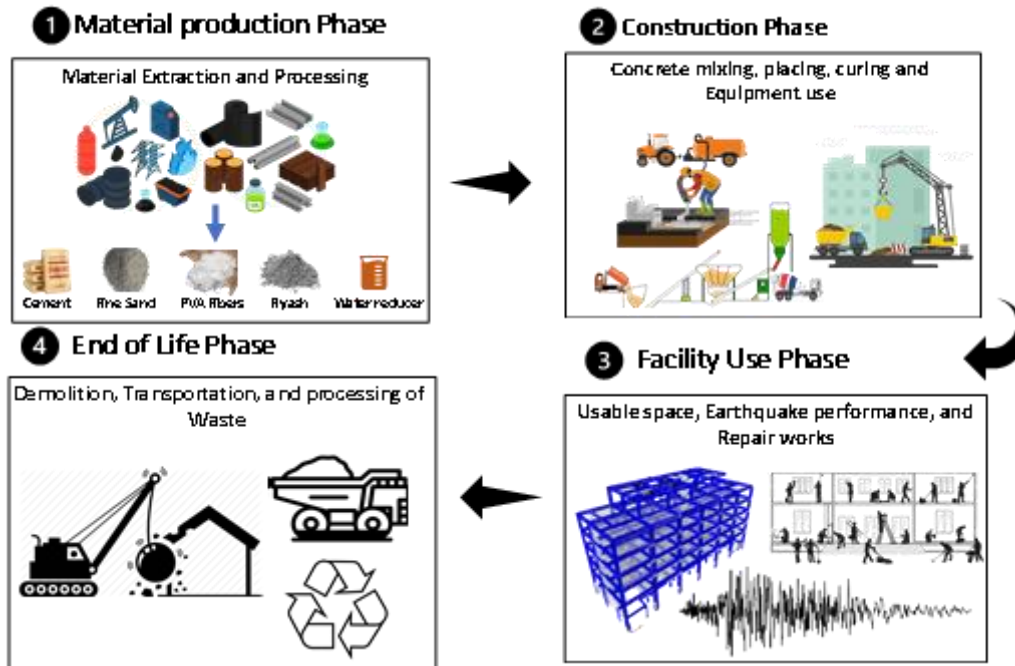 1 Material production Phase
Material Extraction and Processing
Cement Fine Sand PVA Fibers Flyash Water reducer
2 Construction Phase
Concrete mixing, placing, curing and
Equipment use
3 Facility Use Phase
Usable space, Earthquake performance, and
Repair works
4 End of Life Phase
Demolition, Transportation, and processing of
Waste